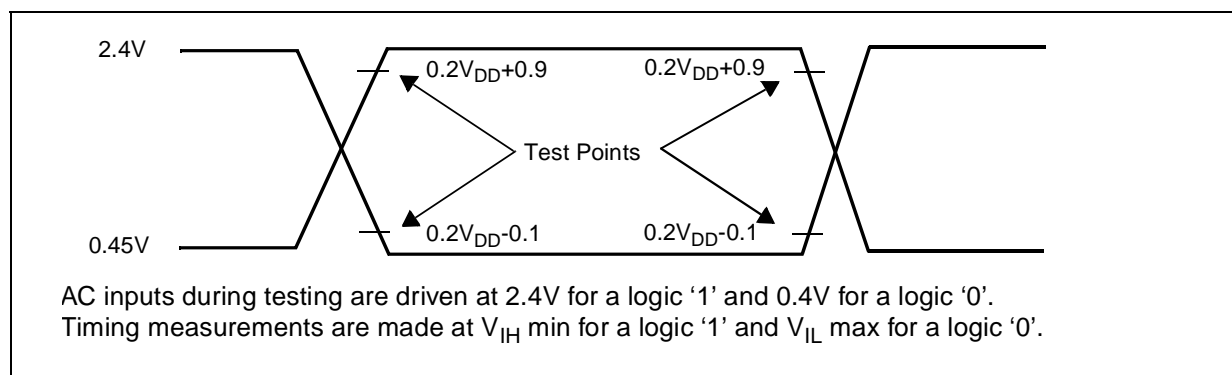 2.4V
0.2VDD+0.9 0.2VDD+0.9
Test Points
0.45V 0.2VDD-0.1 0.2VDD-0.1
AC inputs during testing are driven at 2.4V for a logic ‘1’ and 0.4V for a logic ‘0’.
Timing measurements are made at VIH min for a logic ‘1’ and VIL max for a logic ‘0’.